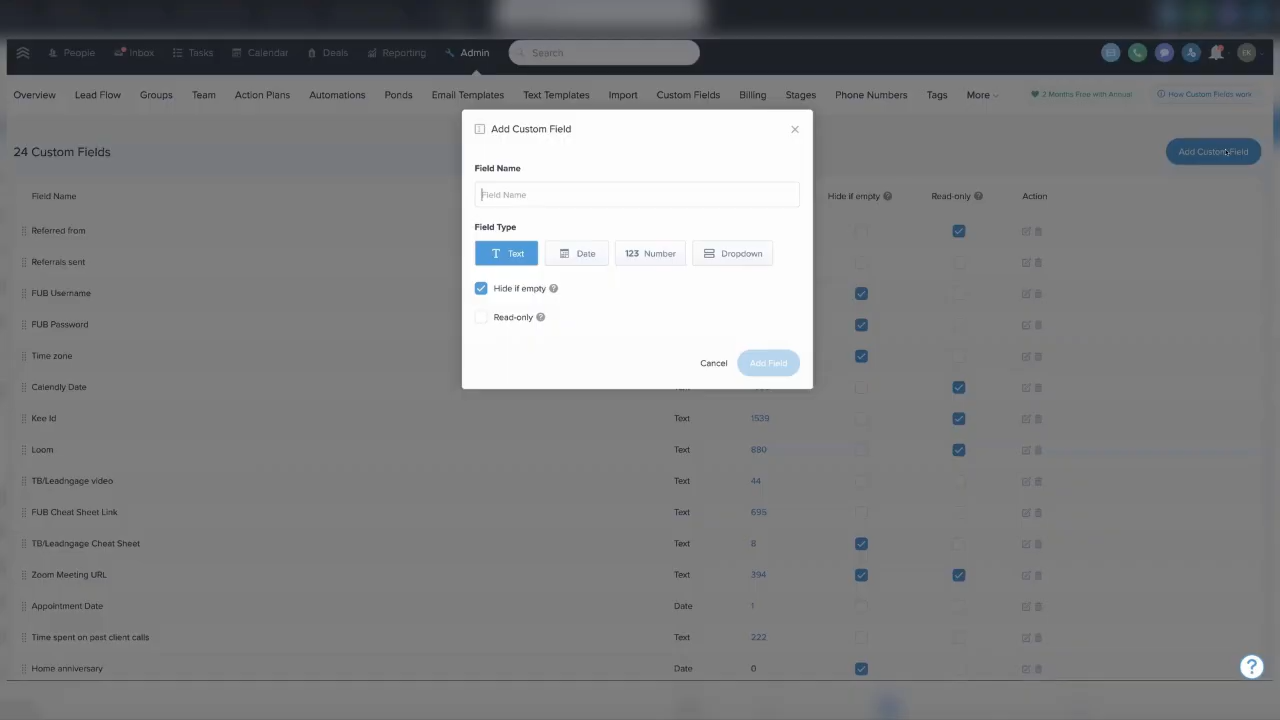 People Inbox Tasks Calendar Deals Reporting Admin Search EK
Overview Lead Flow Groups Team Action Plans Automations Ponds Email Templates Text Templates Import Custom Fields Billing Stages Phone Numbers Tags More 2 Months Free with Annual How Custom Fields work
24 Custom Fields
Add Custom Field
Add Custom Field
Field Name
Field Name
Field Type
T Text Date 123 Number Dropdown
Hide if empty
Read-only
Cancel Add Field
Field Name Hide if empty Read-only Action
Referred from
Referrals sent
FUB Username
FUB Password
Time zone
Calendly Date
Kee Id Text 1539
Loom Text 880
TB/Leadngage video Text 44
FUB Cheat Sheet Link Text 695
TB/Leadngage Cheat Sheet Text 8
Zoom Meeting URL Text 394
Appointment Date Date 1
Time spent on past client calls Text 222
Home anniversary Date 0
?